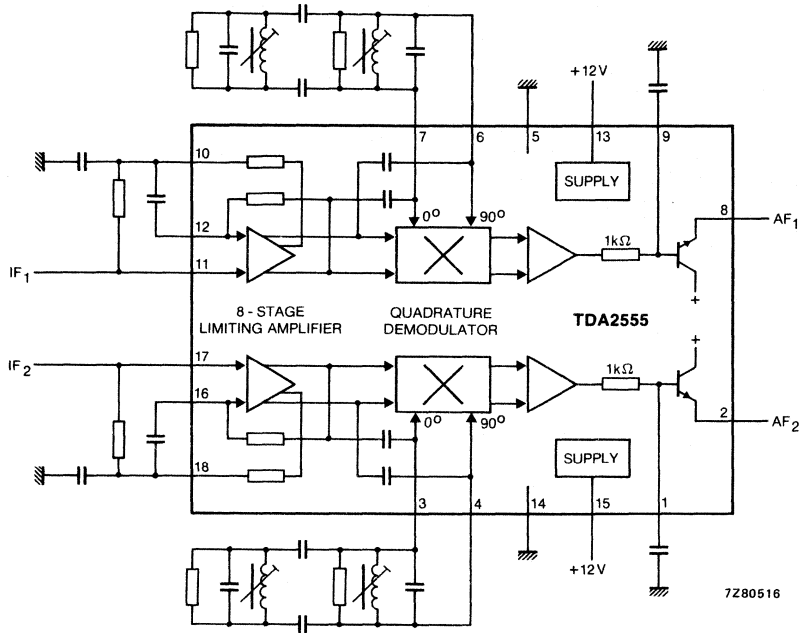 +12V
7
6
5
13
9
10
SUPPLY
8
AF1
12
0°
90°
1kΩ
11
IF1
+
8 - STAGE
LIMITING AMPLIFIER
QUADRATURE
DEMODULATOR
TDA2555
+
IF2
17
1kΩ
16
2
AF2
0°
90°
18
SUPPLY
3
4
14
15
1
+12V
7Z80516